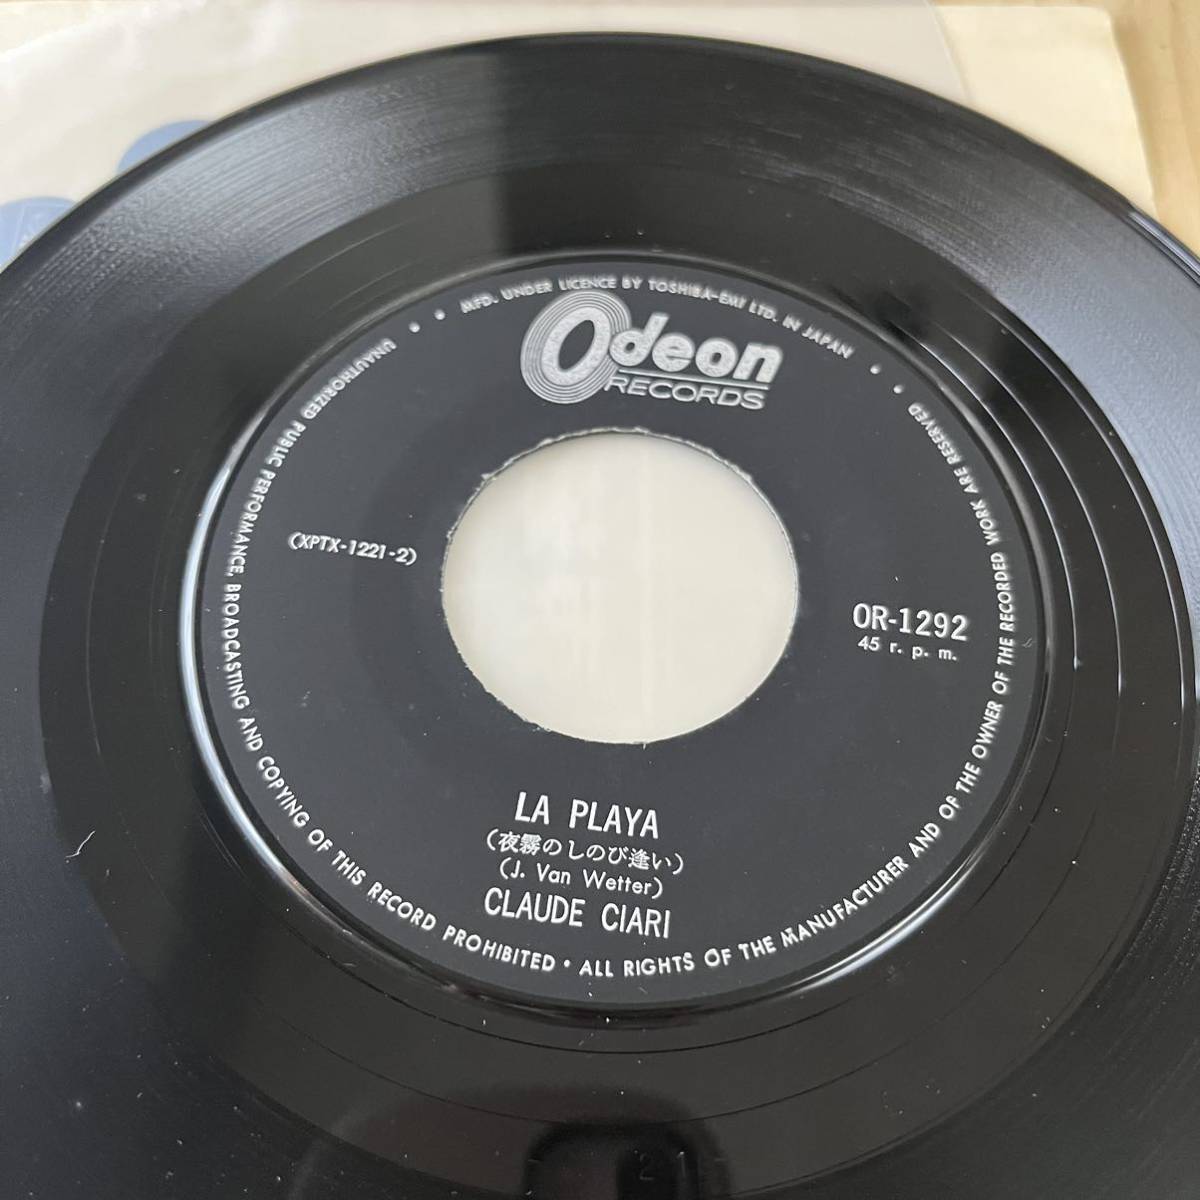 MFD. UNDER LICENCE BY TOSHIBA-EMI LTD. IN JAPAN
Odeon
RECORDS
(XPTX-1221-2)
OR-1292
45 r. p. m.
LA PLAYA
(夜霧のしのび逢い)
(J. Van Wetter)
CLAUDE CIARI
UNAUTHORIZED PUBLIC PERFORMANCE, BROADCASTING AND COPYING OF THIS RECORD PROHIBITED • ALL RIGHTS OF THE MANUFACTURER AND OF THE OWNER OF THE RECORDED WORK ARE RESERVED